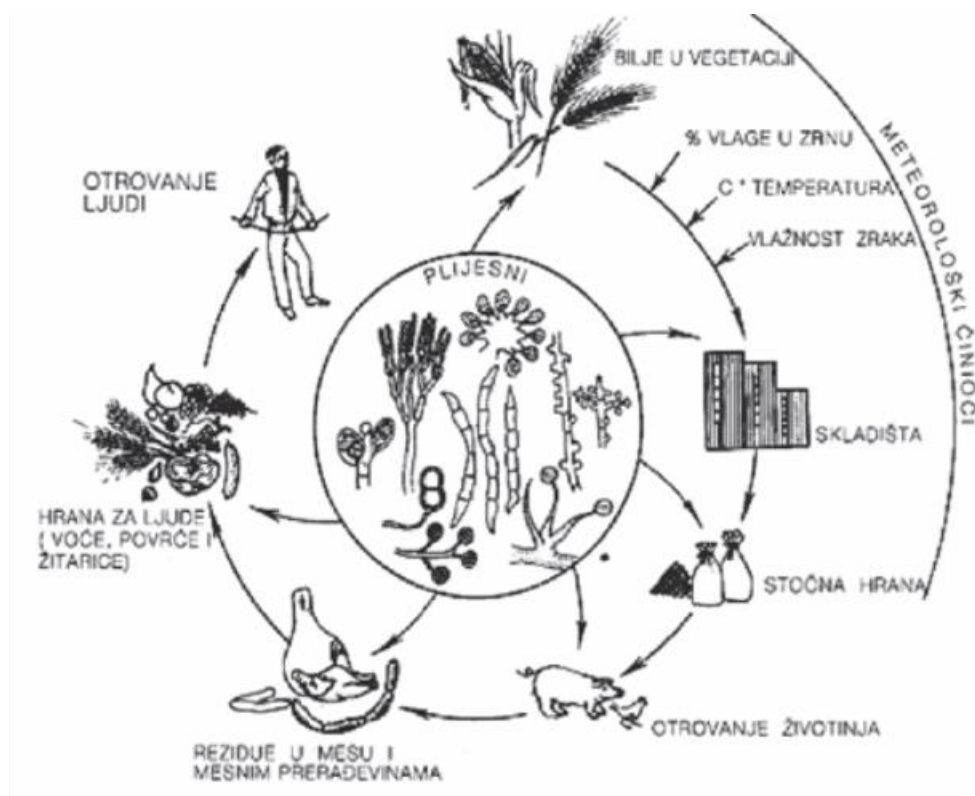 BILJE U VEGETACIJI
% VLAGE U ZRNU
C° TEMPERATURA
VLAŽNOST ZRAKA
METEOROLOŠKI ČINIOCI
OTROVANJE
LJUDI
PLIJESNI
SKLADIŠTA
HRANA ZA LJUDE
( VOĆE, POVRĆE I
ŽITARICE)
STOČNA HRANA
OTROVANJE ŽIVOTINJA
REZIDUE U MESU I
MESNIM PRERAĐEVINAMA